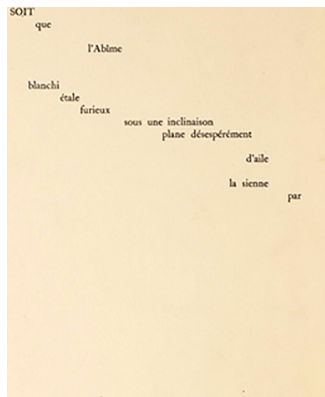 SOIT
que
l'Abîme
blanchi
étale
furieux
sous une inclinaison
plane désespérément
d'aile
la sienne
par